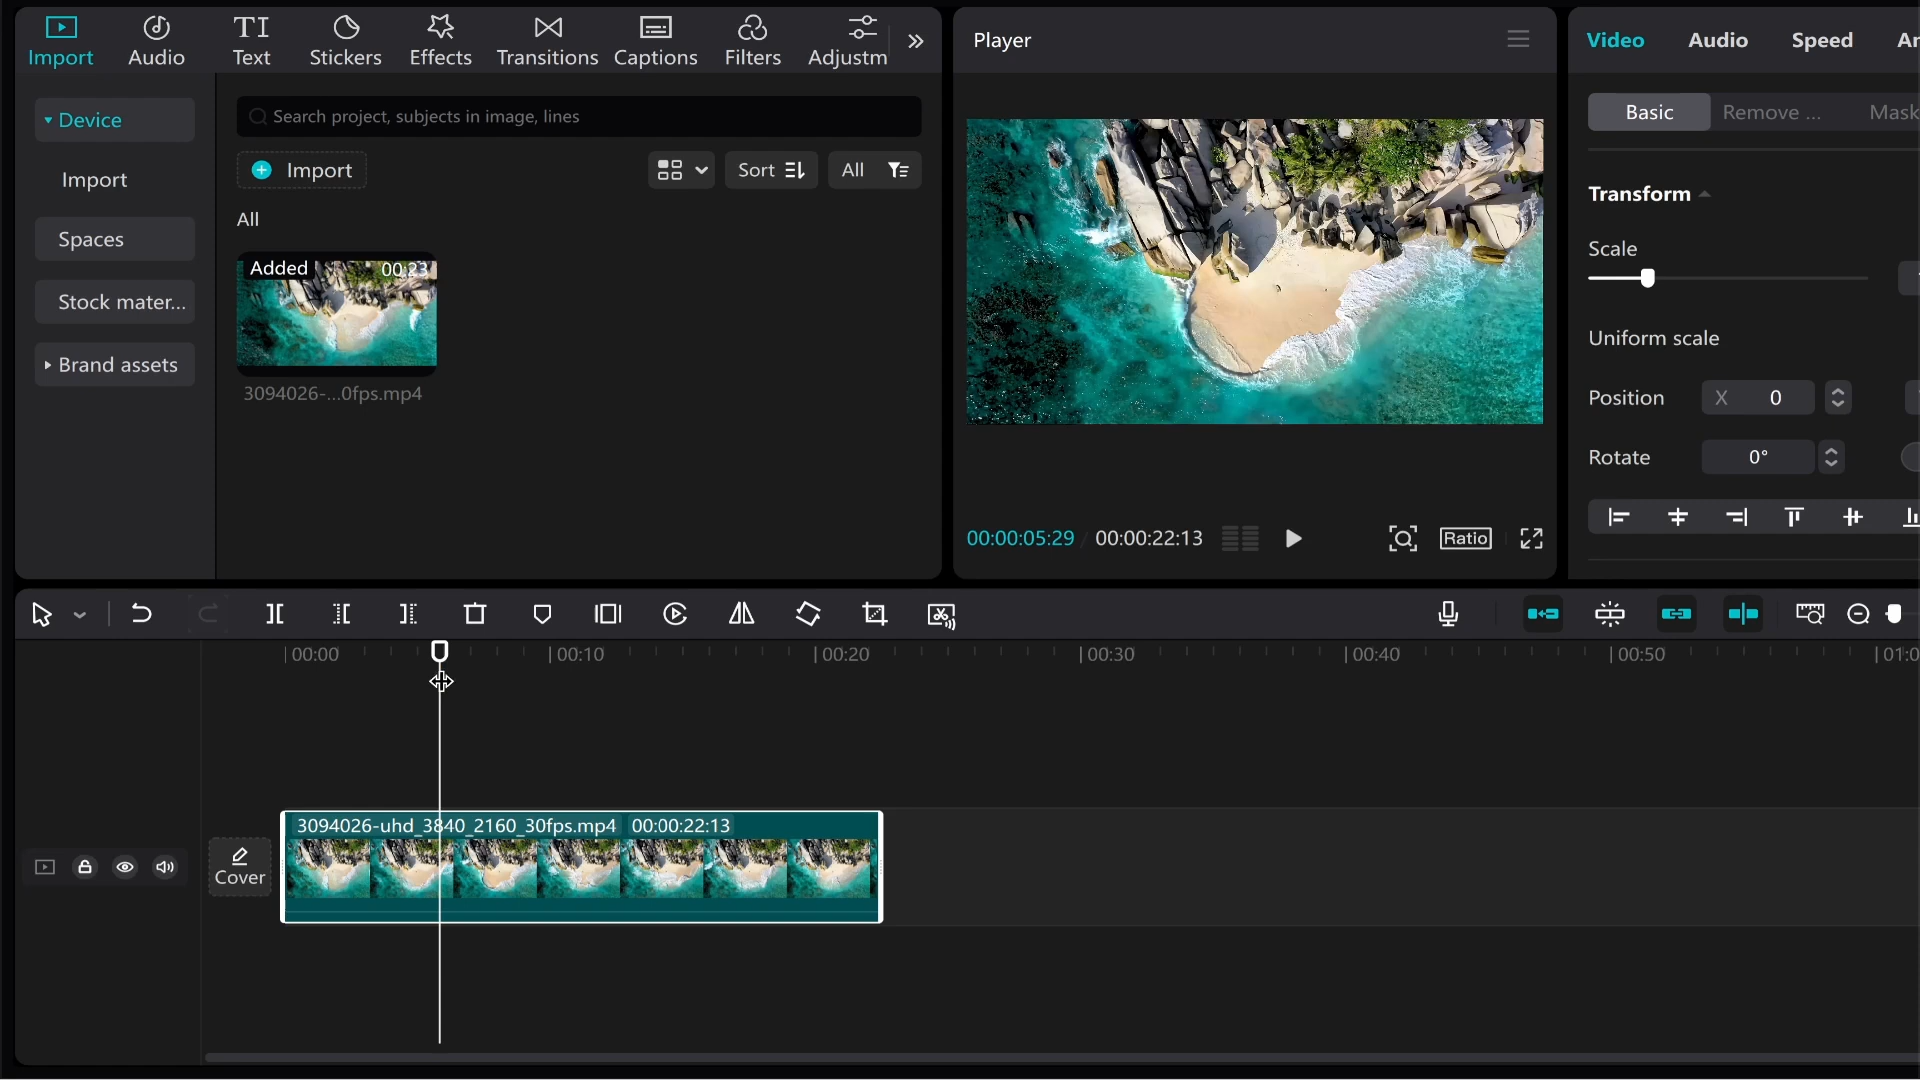 Import
Audio
TI
Text
Stickers
Effects
Transitions
Captions
Filters
Adjustm
Player
Video
Audio
Speed
Device
Import
Spaces
Stock mater...
Brand assets
Search project, subjects in image, lines
Import
Sort
All
All
Added 00:23
3094026-...0fps.mp4
00:00:05:29 / 00:00:22:13
Ratio
Basic
Remove ...
Mask
Transform
Scale
Uniform scale
Position
X 0
Rotate
0°
00:00
00:10
00:20
00:30
00:40
00:50
Cover
3094026-uhd_3840_2160_30fps.mp4 00:00:22:13